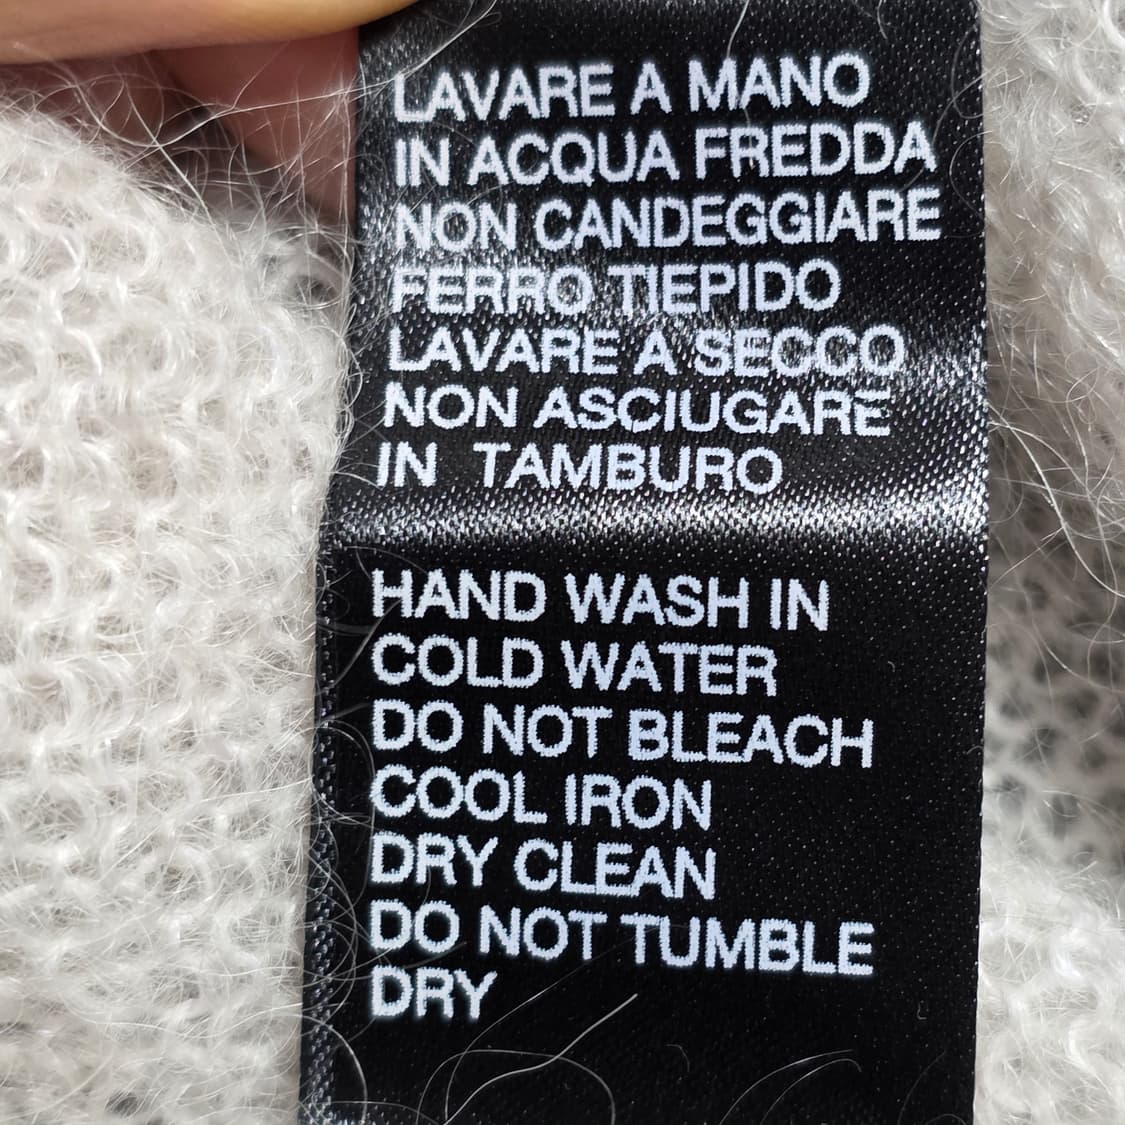 LAVARE A MANO
IN ACQUA FREDDA
NON CANDEGGIARE
FERRO TIEPIDO
LAVARE A SECCO
NON ASCIUGARE
IN TAMBURO
HAND WASH IN
COLD WATER
DO NOT BLEACH
COOL IRON
DRY CLEAN
DO NOT TUMBLE
DRY